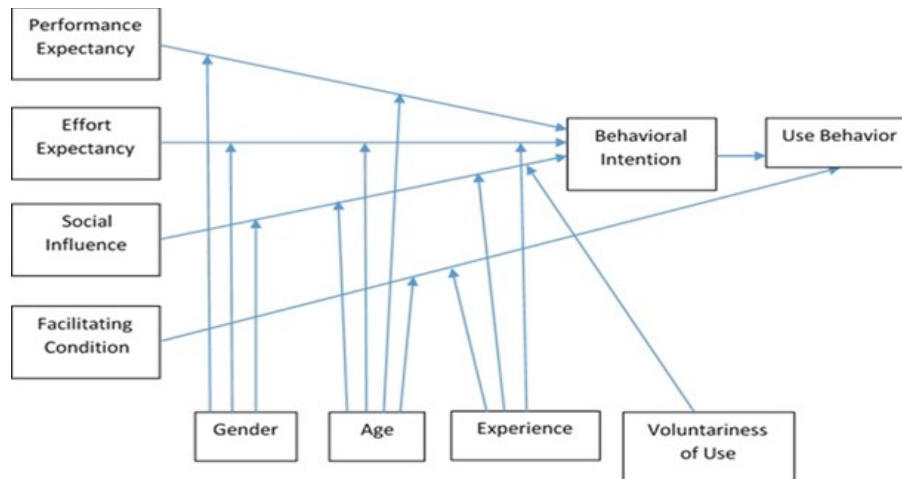 Performance
Expectancy
Effort
Expectancy
Social
Influence
Facilitating
Condition
Behavioral
Intention
Use Behavior
Gender
Age
Experience
Voluntariness
of Use